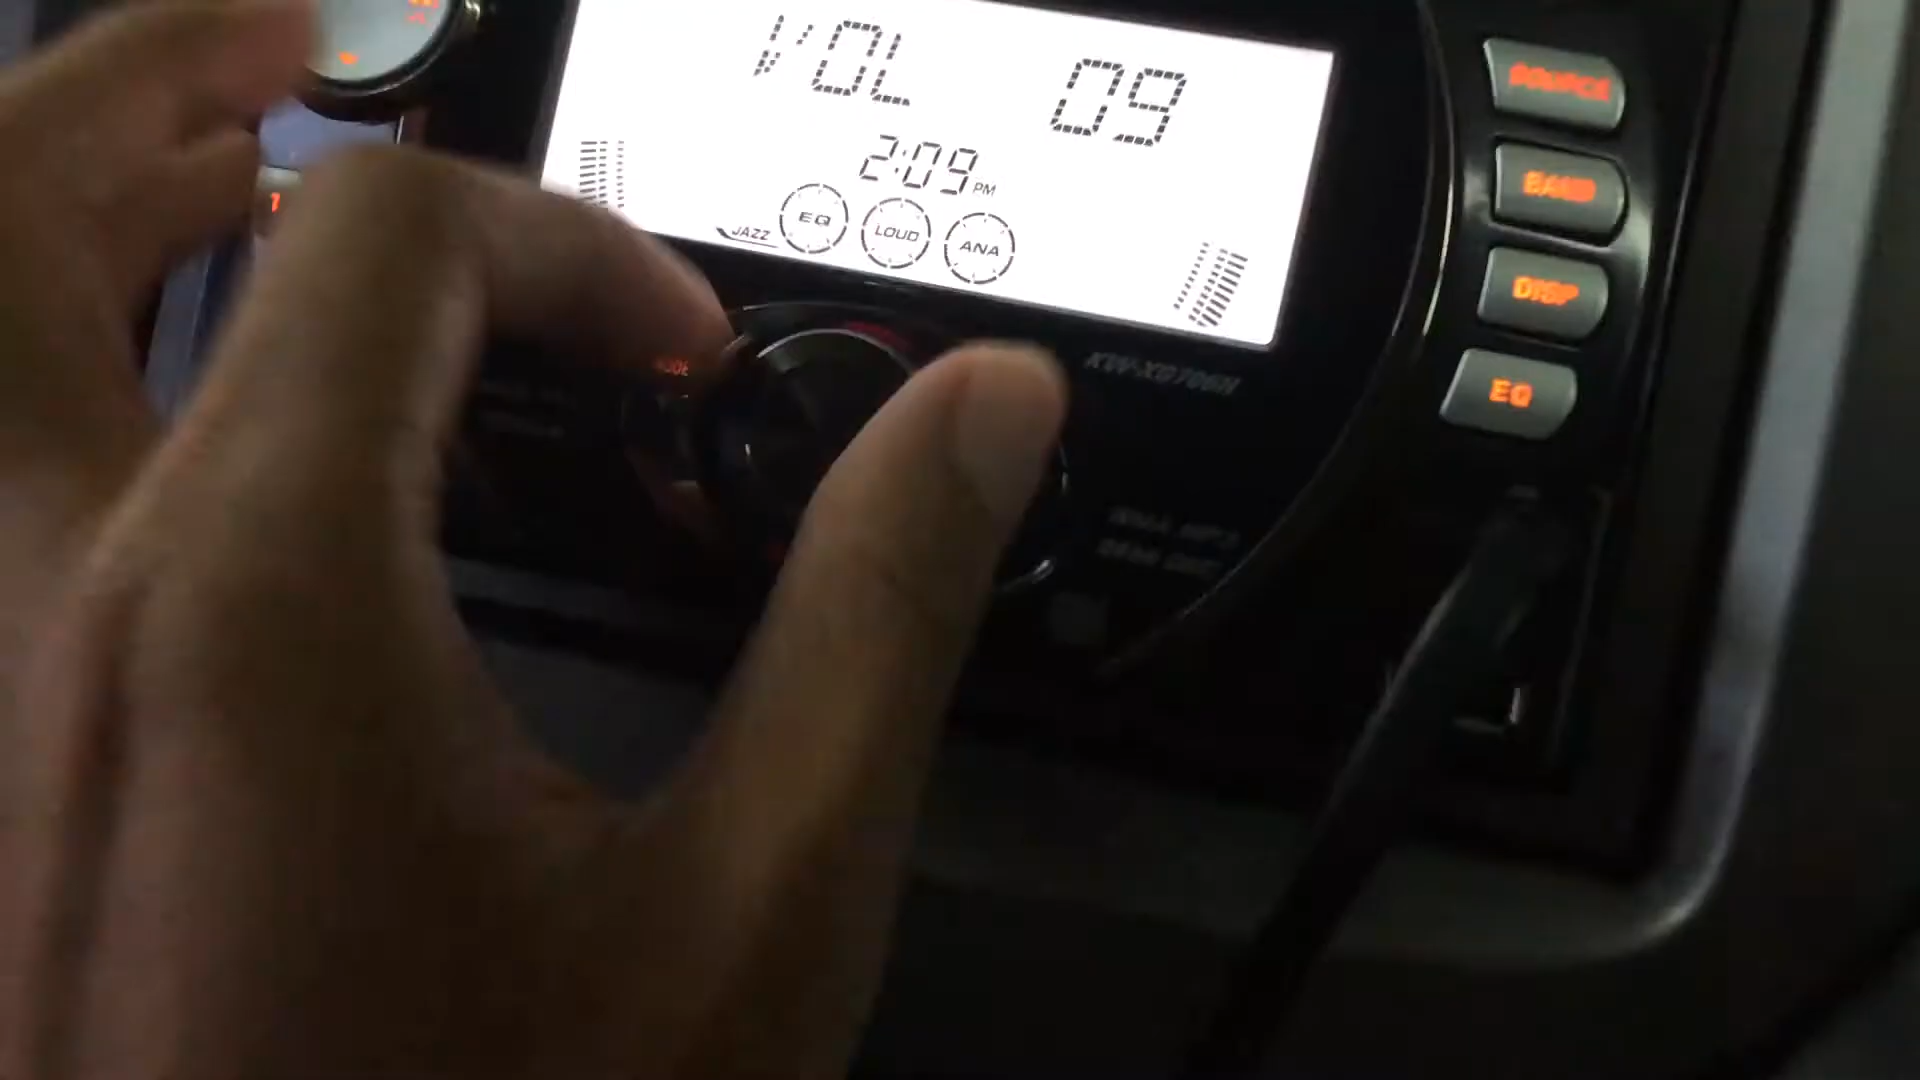 VOL 09
2:09 PM
JAZZ EQ LOUD ANA
SOURCE
BAND
DISP
EQ